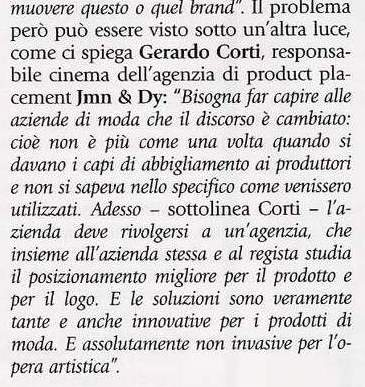 muovere questo o quel brand". Il problema
però può essere visto sotto un'altra luce,
come ci spiega Gerardo Corti, responsa-
bile cinema dell'agenzia di product pla-
cement Jmn & Dy: "Bisogna far capire alle
aziende di moda che il discorso è cambiato:
cioè non è più come una volta quando si
davano i capi di abbigliamento ai produttori
e non si sapeva nello specifico come venissero
utilizzati. Adesso – sottolinea Corti – l'a-
zienda deve rivolgersi a un'agenzia, che
insieme all'azienda stessa e al regista studia
il posizionamento migliore per il prodotto e
per il logo. E le soluzioni sono veramente
tante e anche innovative per i prodotti di
moda. E assolutamente non invasive per l'o-
pera artistica".